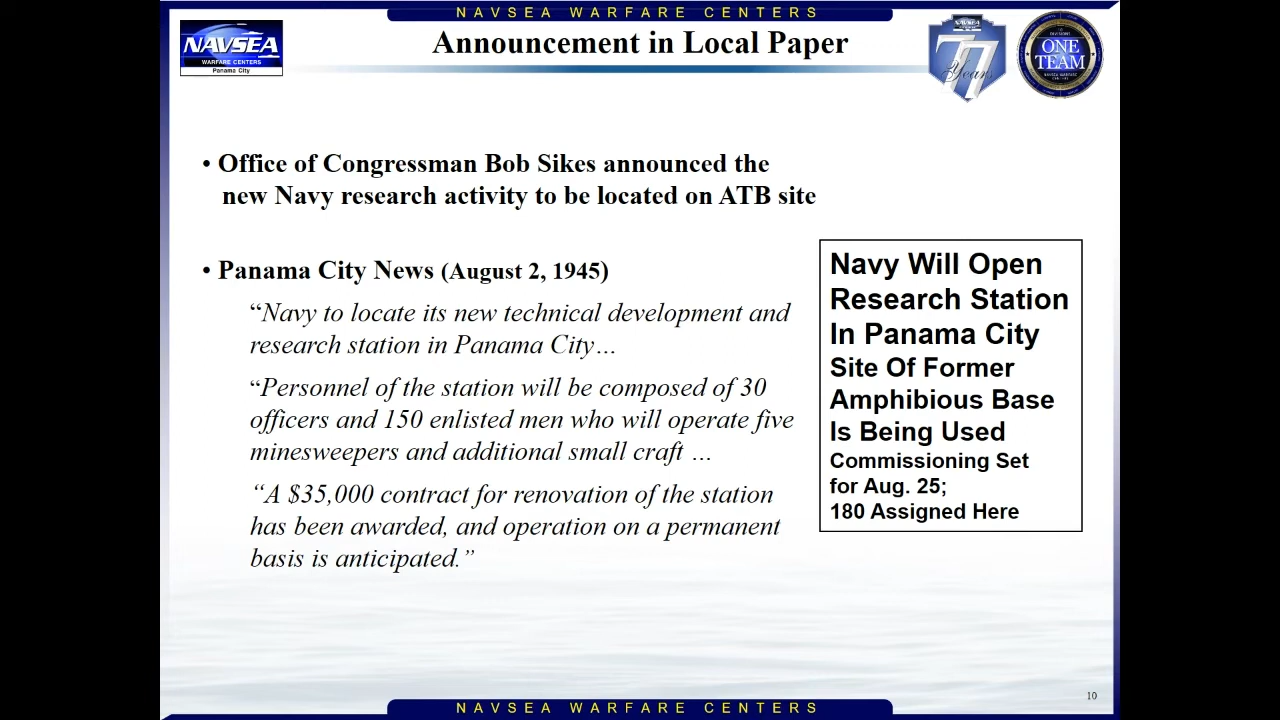 NAVSEA WARFARE CENTERS
NAVSEA
WARFARE CENTERS
Panama City
Announcement in Local Paper
NAVSEA
77
Years
ONE
TEAM
• Office of Congressman Bob Sikes announced the
new Navy research activity to be located on ATB site
• Panama City News (August 2, 1945)
“Navy to locate its new technical development and
research station in Panama City…
“Personnel of the station will be composed of 30
officers and 150 enlisted men who will operate five
minesweepers and additional small craft …
“A $35,000 contract for renovation of the station
has been awarded, and operation on a permanent
basis is anticipated.”
Navy Will Open
Research Station
In Panama City
Site Of Former
Amphibious Base
Is Being Used
Commissioning Set
for Aug. 25;
180 Assigned Here
10
NAVSEA WARFARE CENTERS